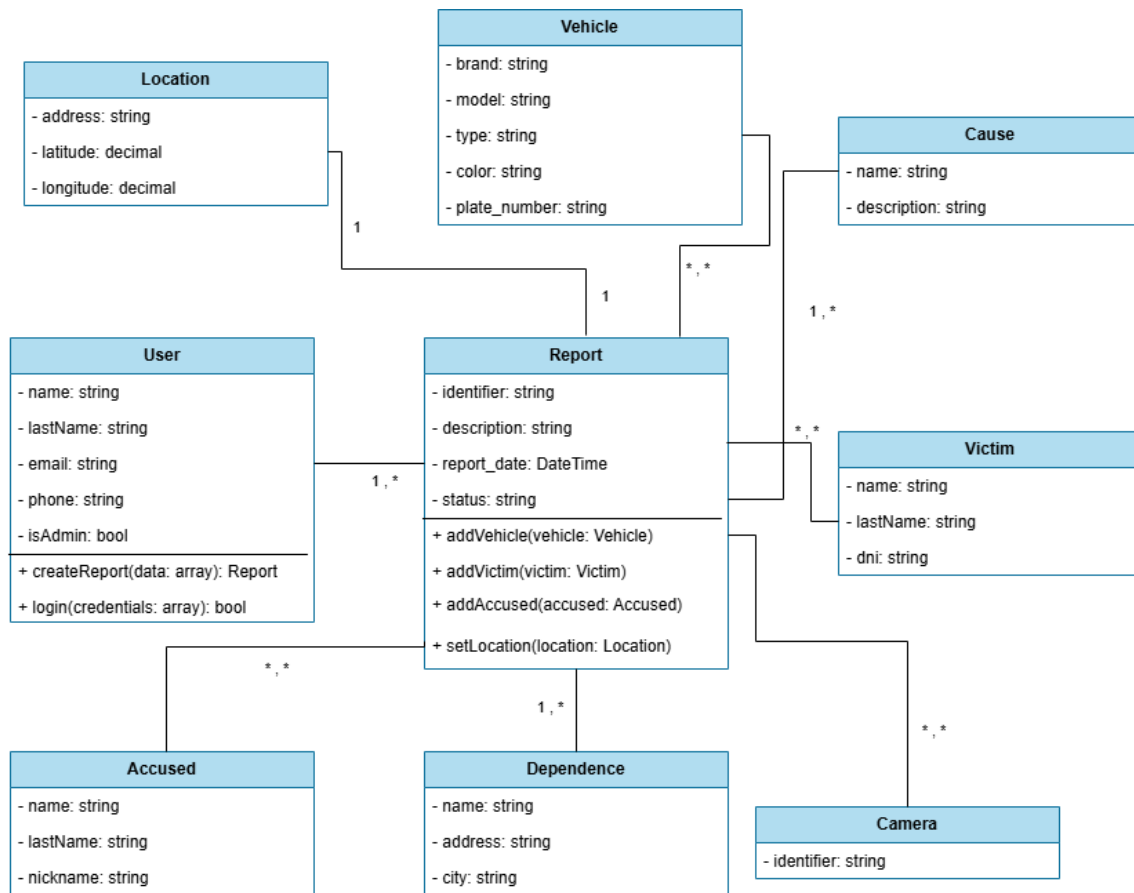 Vehicle
- brand: string
- model: string
- type: string
- color: string
- plate_number: string
Location
- address: string
- latitude: decimal
- longitude: decimal
Cause
- name: string
- description: string
1
* , *
1
1 , *
User
- name: string
- lastName: string
- email: string
- phone: string
- isAdmin: bool
+ createReport(data: array): Report
+ login(credentials: array): bool
1 , *
Report
- identifier: string
- description: string
- report_date: DateTime
- status: string
+ addVehicle(vehicle: Vehicle)
+ addVictim(victim: Victim)
+ addAccused(accused: Accused)
+ setLocation(location: Location)
* , *
Victim
- name: string
- lastName: string
- dni: string
* , *
1 , *
* , *
Accused
- name: string
- lastName: string
- nickname: string
Dependence
- name: string
- address: string
- city: string
Camera
- identifier: string